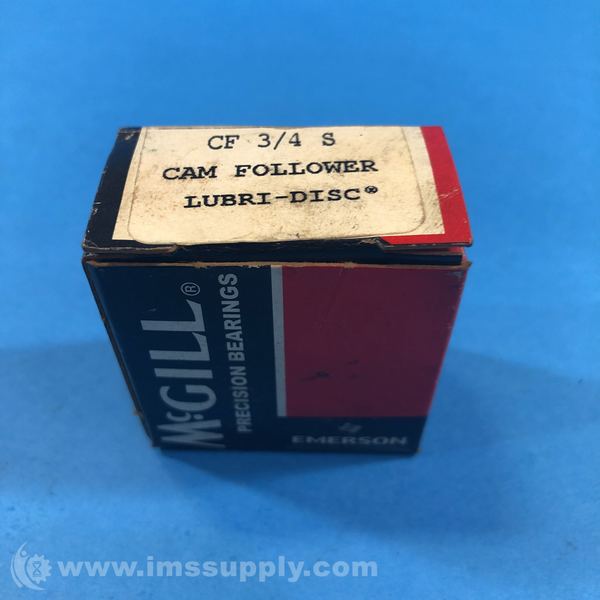 CF 3/4 S
CAM FOLLOWER
LUBRI-DISC®
McGILL®
PRECISION BEARINGS
EMERSON
www.imssupply.com